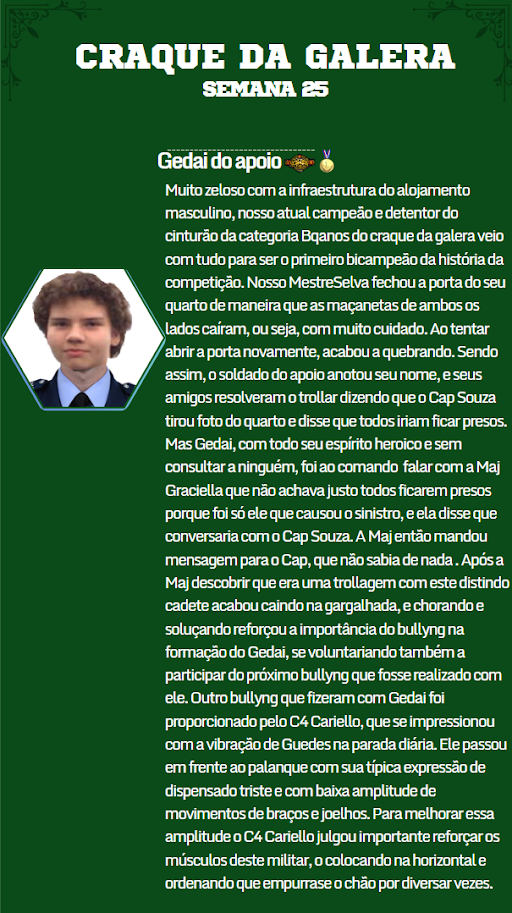 CRAQUE DA GALERA
SEMANA 25
Gedai do apoio
Muito zeloso com a infraestrutura do alojamento
masculino, nosso atual campeão e detentor do
cinturão da categoria Bqanos do craque da galera veio
com tudo para ser o primeiro bicampeão da história da
competição. Nosso MestreSelva fechou a porta do seu
quarto de maneira que as maçanetas de ambos os
lados caíram, ou seja, com muito cuidado. Ao tentar
abrir a porta novamente, acabou a quebrando. Sendo
assim, o soldado do apoio anotou seu nome, e seus
amigos resolveram o trollar dizendo que o Cap Souza
tirou foto do quarto e disse que todos iriam ficar presos.
Mas Gedai, com todo seu espírito heroico e sem
consultar a ninguém, foi ao comando falar com a Maj
Graciella que não achava justo todos ficarem presos
porque foi só ele que causou o sinistro, e ela disse que
conversaria com o Cap Souza. A Maj então mandou
mensagem para o Cap, que não sabia de nada . Após a
Maj descobrir que era uma trollagem com este distindo
cadete acabou caindo na gargalhada, e chorando e
soluçando reforçou a importância do bullyng na
formação do Gedai, se voluntariando também a
participar do próximo bullyng que fosse realizado com
ele. Outro bullyng que fizeram com Gedai foi
proporcionado pelo C4 Cariello, que se impressionou
com a vibração de Guedes na parada diária. Ele passou
em frente ao palanque com sua típica expressão de
dispensado triste e com baixa amplitude de
movimentos de braços e joelhos. Para melhorar essa
amplitude o C4 Cariello julgou importante reforçar os
músculos deste militar, o colocando na horizontal e
ordenando que empurrase o chão por diversar vezes.